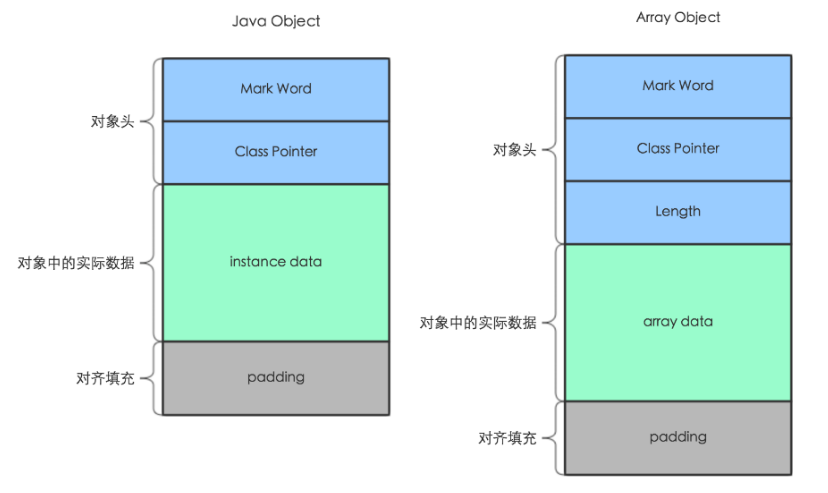 Java Object
Mark Word
对象头
Class Pointer
对象中的实际数据
instance data
对齐填充
padding
Array Object
Mark Word
对象头
Class Pointer
Length
对象中的实际数据
array data
对齐填充
padding